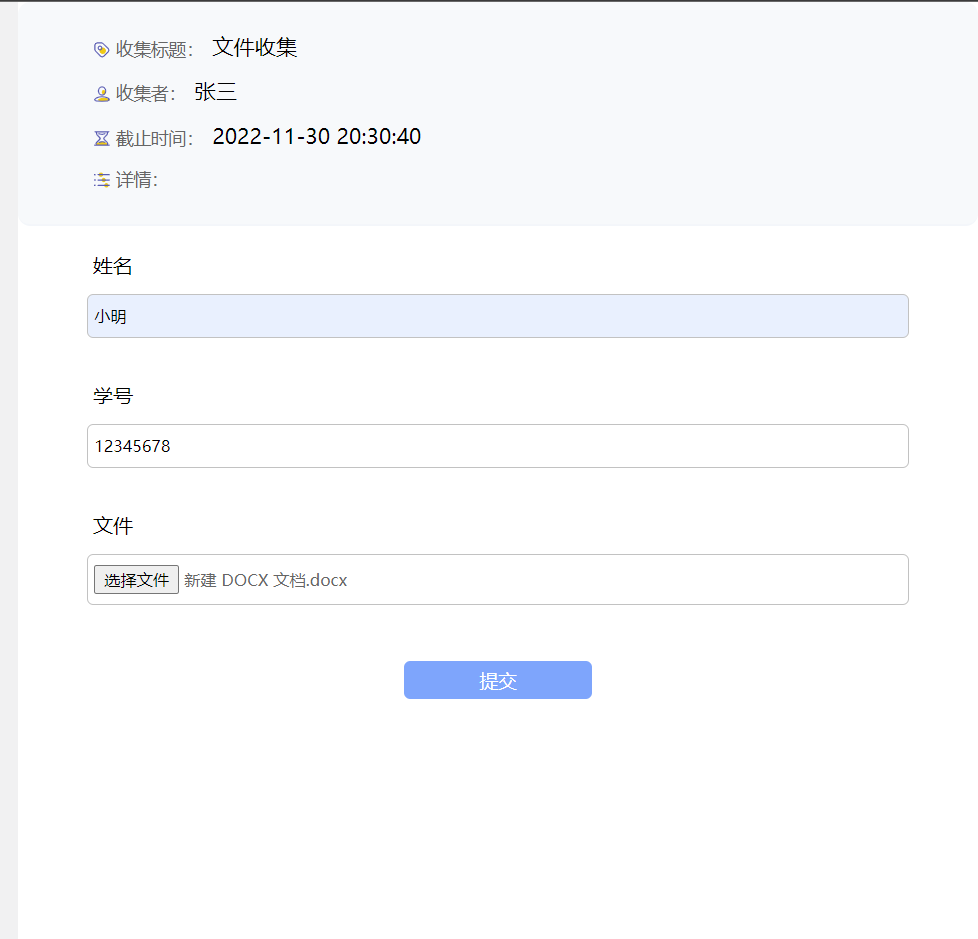 收集标题： 文件收集
收集者： 张三
截止时间： 2022-11-30 20:30:40
详情：
姓名
小明
学号
12345678
文件
选择文件 新建 DOCX 文档.docx
提交